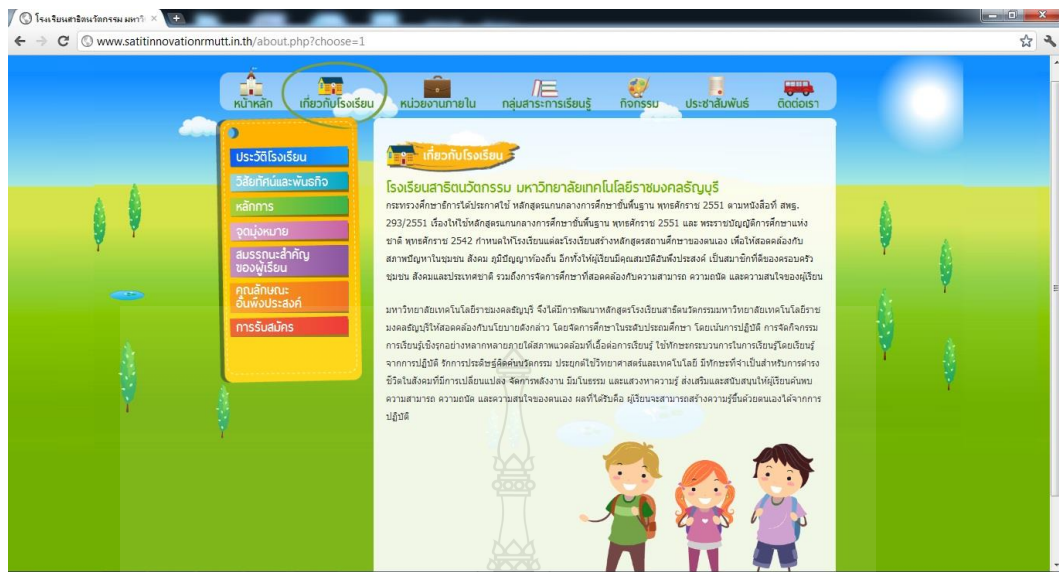 โรงเรียนสาธิตนวัตกรรม มหาวิ
www.satitinnovationrmutt.in.th/about.php?choose=1
หน้าหลัก เกี่ยวกับโรงเรียน หน่วยงานภายใน กลุ่มสาระการเรียนรู้ กิจกรรม ประชาสัมพันธ์ ติดต่อเรา
ประวัติโรงเรียน
วิสัยทัศน์และพันธกิจ
หลักการ
จุดมุ่งหมาย
สมรรถนะสำคัญ
ของผู้เรียน
คุณลักษณะ
อันพึงประสงค์
การรับสมัคร
เกี่ยวกับโรงเรียน
โรงเรียนสาธิตนวัตกรรม มหาวิทยาลัยเทคโนโลยีราชมงคลธัญบุรี
กระทรวงศึกษาธิการได้ประกาศใช้ หลักสูตรแกนกลางการศึกษาขั้นพื้นฐาน พุทธศักราช 2551 ตามหนังสือที่ สพฐ.
293/2551 เรื่องให้ใช้หลักสูตรแกนกลางการศึกษาขั้นพื้นฐาน พุทธศักราช 2551 และ พระราชบัญญัติการศึกษาแห่ง
ชาติ พุทธศักราช 2542 กำหนดให้โรงเรียนแต่ละโรงเรียนสร้างหลักสูตรสถานศึกษาของตนเอง เพื่อให้สอดคล้องกับ
สภาพปัญหาในชุมชน สังคม ภูมิปัญญาท้องถิ่น อีกทั้งให้ผู้เรียนมีคุณสมบัติอันพึงประสงค์ เป็นสมาชิกที่ดีของครอบครัว
ชุมชน สังคมและประเทศชาติ รวมถึงการจัดการศึกษาที่สอดคล้องกับความสามารถ ความถนัด และความสนใจของผู้เรียน
มหาวิทยาลัยเทคโนโลยีราชมงคลธัญบุรี จึงได้มีการพัฒนาหลักสูตรโรงเรียนสาธิตนวัตกรรมมหาวิทยาลัยเทคโนโลยีราช
มงคลธัญบุรีให้สอดคล้องกับนโยบายดังกล่าว โดยจัดการศึกษาในระดับประถมศึกษา โดยเน้นการปฏิบัติ การจัดกิจกรรม
การเรียนรู้เชิงรุกอย่างหลากหลายภายใต้สภาพแวดล้อมที่เอื้อต่อการเรียนรู้ ใช้ทักษะกระบวนการในการเรียนรู้โดยเรียนรู้
จากการปฏิบัติ รักการประดิษฐ์คิดค้นนวัตกรรม ประยุกต์ใช้วิทยาศาสตร์และเทคโนโลยี มีทักษะที่จำเป็นสำหรับการดำรง
ชีวิตในสังคมที่มีการเปลี่ยนแปลง จัดการพลังงาน มีมโนธรรม และแสวงหาความรู้ ส่งเสริมและสนับสนุนให้ผู้เรียนค้นพบ
ความสามารถ ความถนัด และความสนใจของตนเอง ผลที่ได้รับคือ ผู้เรียนจะสามารถสร้างความรู้ขึ้นด้วยตนเองได้จากการ
ปฏิบัติ